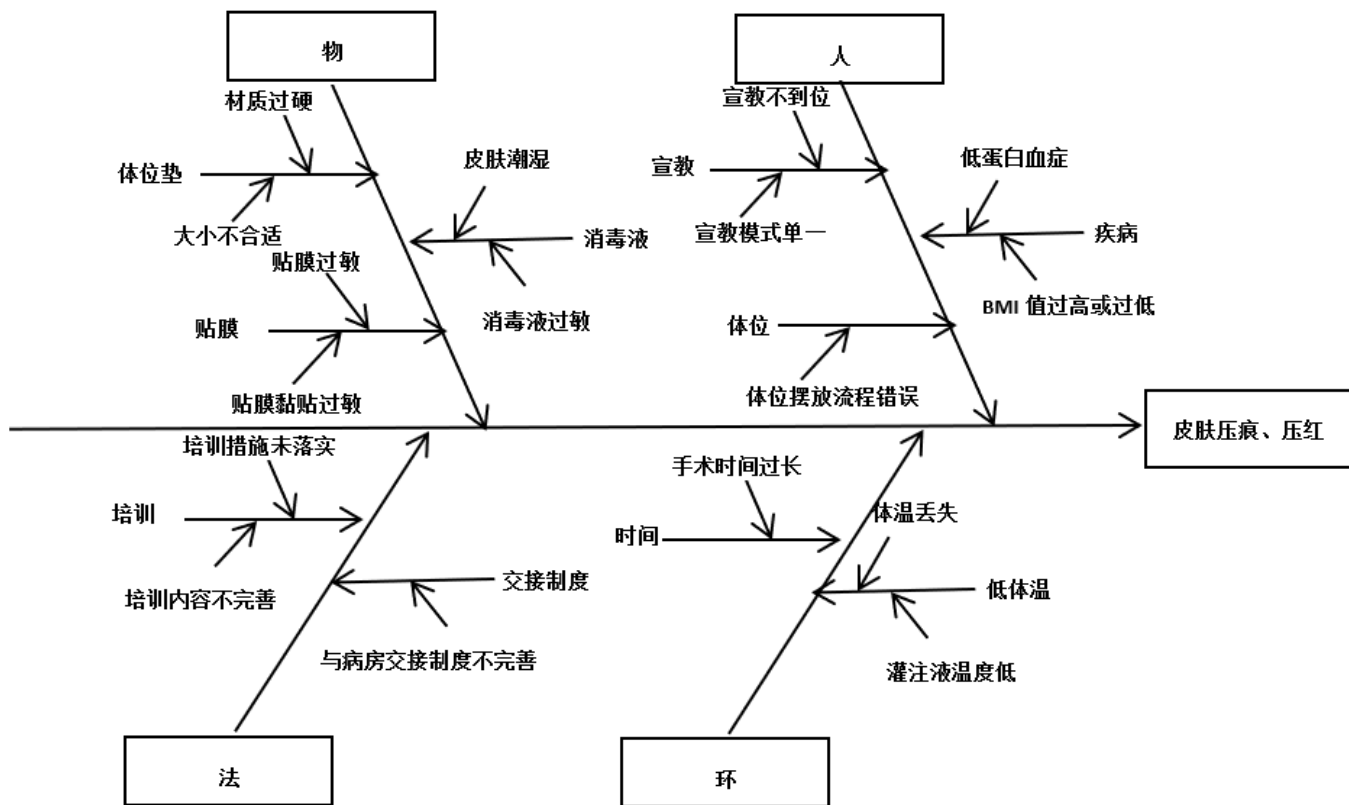 物
人
材质过硬
宣教不到位
体位垫
皮肤潮湿
宣教
低蛋白血症
大小不合适
消毒液
宣教模式单一
疾病
贴膜过敏
贴膜
消毒液过敏
体位
BMI 值过高或过低
贴膜黏贴过敏
体位摆放流程错误
皮肤压痕、压红
培训措施未落实
手术时间过长
培训
体温丢失
时间
培训内容不完善
交接制度
低体温
与病房交接制度不完善
灌注液温度低
法
环